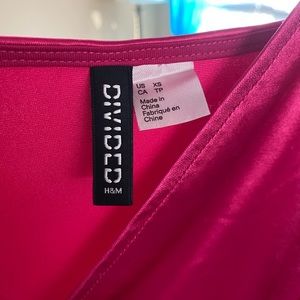 DIVIDED
H&M
US XS
CA TP
Made in
China
Fabriqué en
Chine